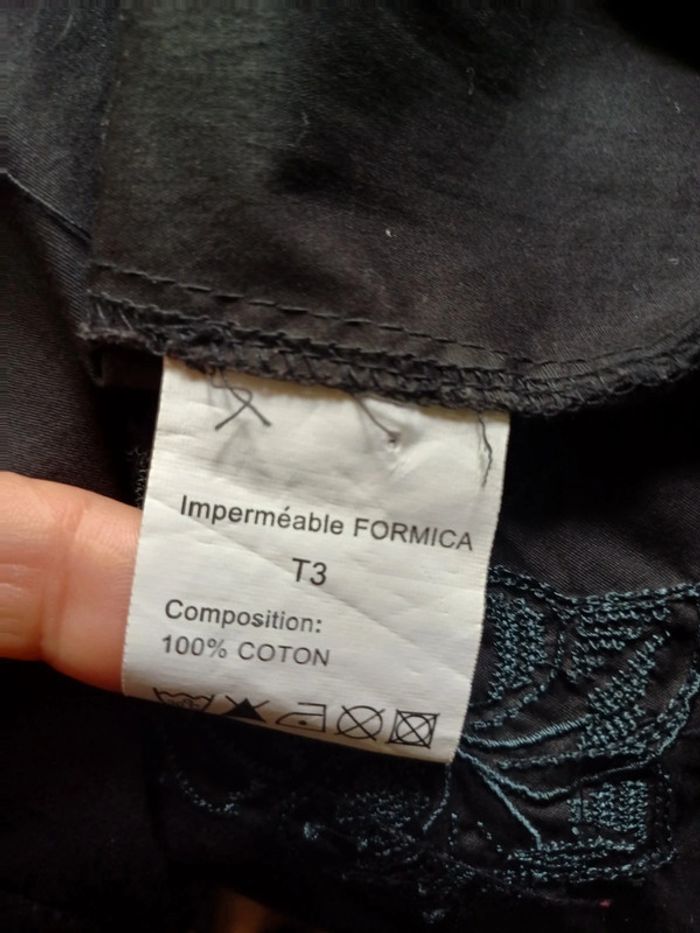 Imperméable FORMICA
T3
Composition:
100% COTON